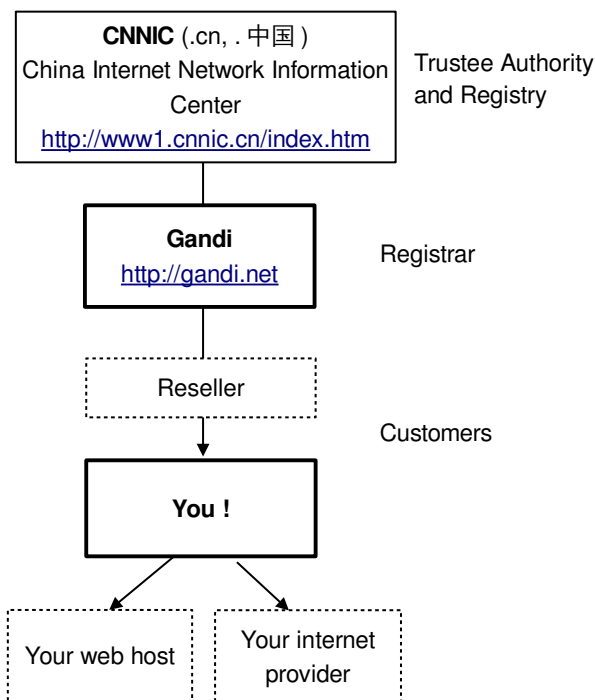 CNNIC (.cn, . 中国 )
China Internet Network Information
Center
http://www1.cnnic.cn/index.htm
Trustee Authority
and Registry
Gandi
http://gandi.net
Registrar
Reseller
Customers
You !
Your web host
Your internet
provider